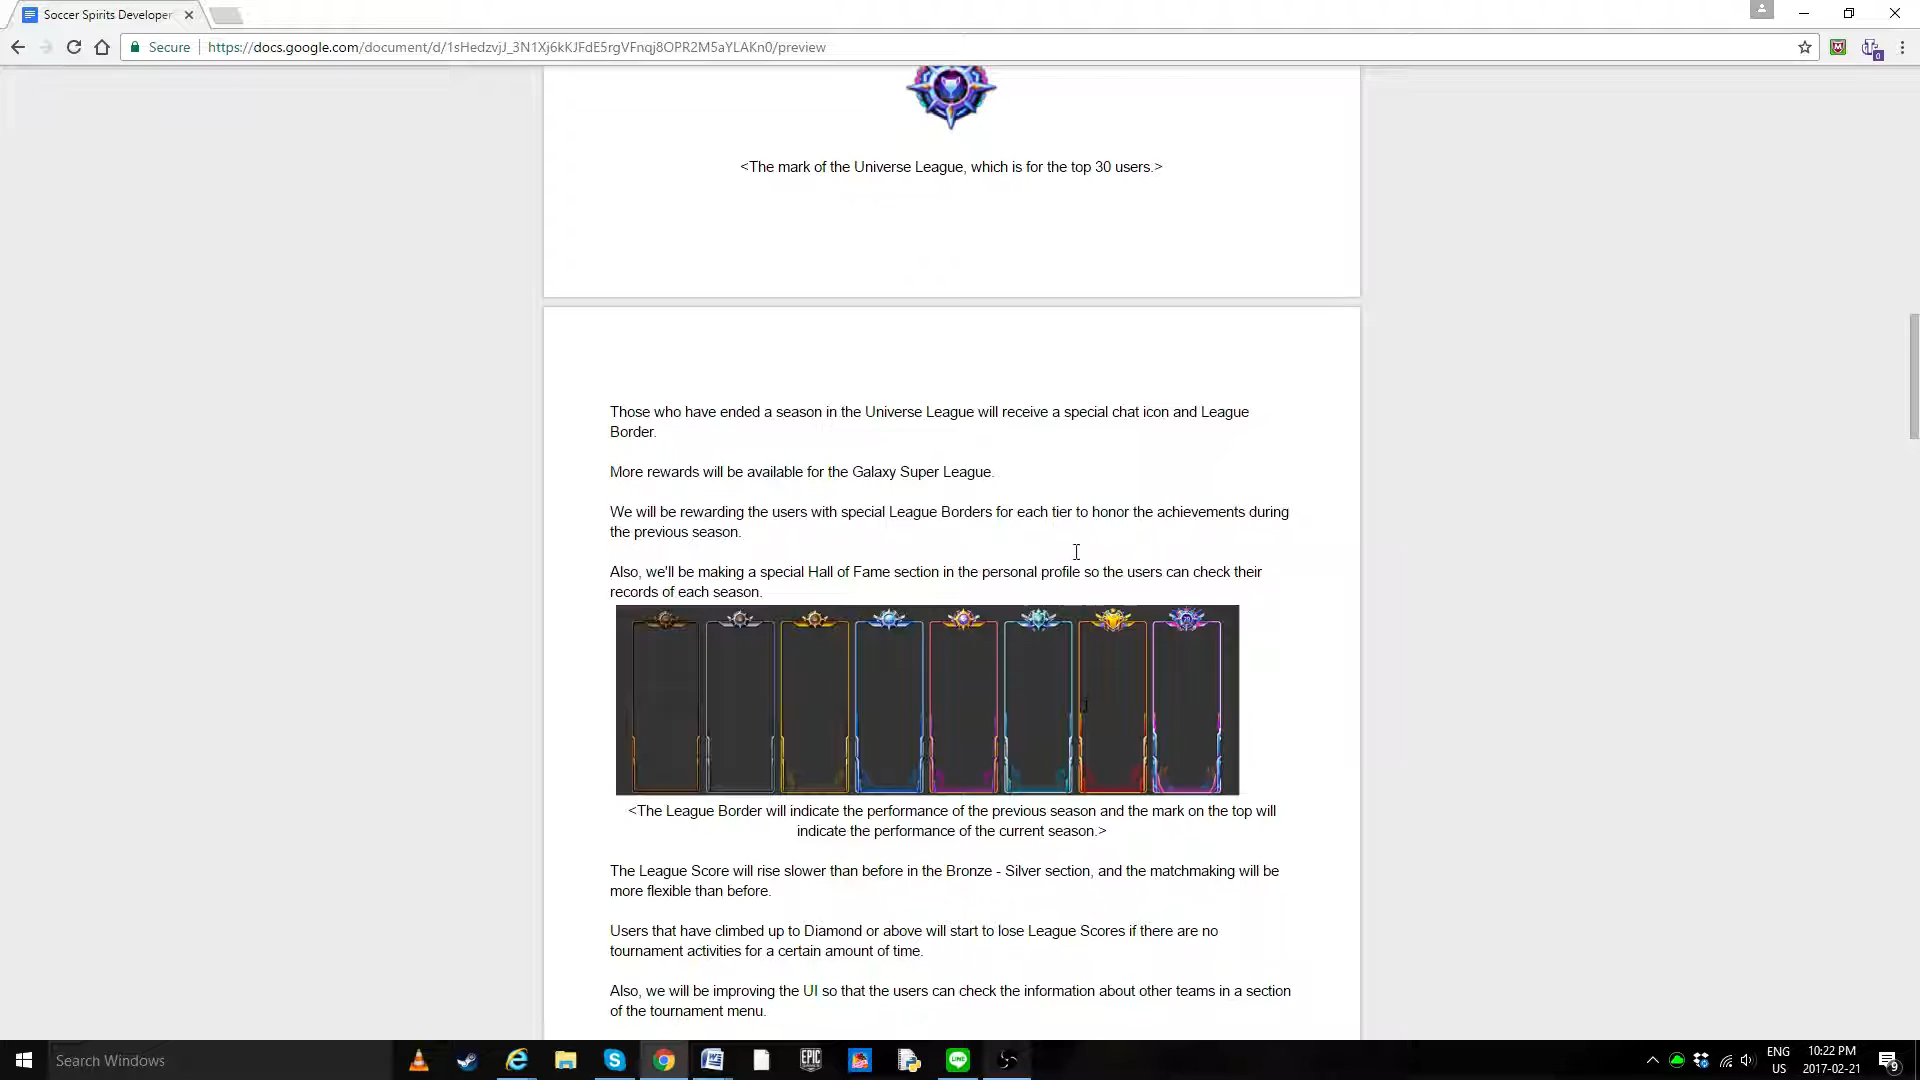 Soccer Spirits Developer
Secure
https://docs.google.com/document/d/1sHedzvjJ_3N1Xj6kKJFdE5rgVFnqj8OPR2M5aYLAKn0/preview
0
<The mark of the Universe League, which is for the top 30 users.>
Those who have ended a season in the Universe League will receive a special chat icon and League
Border.
More rewards will be available for the Galaxy Super League.
We will be rewarding the users with special League Borders for each tier to honor the achievements during
the previous season.
Also, we'll be making a special Hall of Fame section in the personal profile so the users can check their
records of each season.
<The League Border will indicate the performance of the previous season and the mark on the top will
indicate the performance of the current season.>
The League Score will rise slower than before in the Bronze - Silver section, and the matchmaking will be
more flexible than before.
Users that have climbed up to Diamond or above will start to lose League Scores if there are no
tournament activities for a certain amount of time.
Also, we will be improving the UI so that the users can check the information about other teams in a section
of the tournament menu.
Search Windows
EPIC
GAMES
LINE
ENG
US
10:22 PM
2017-02-21
9